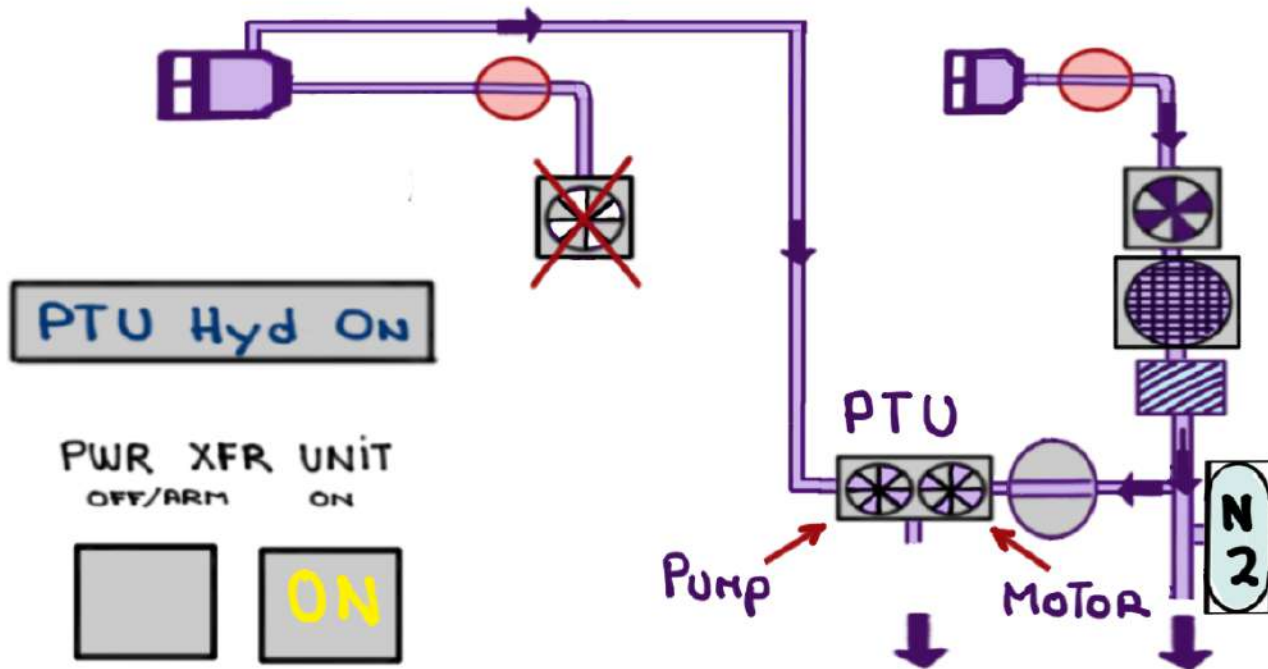 PTU Hyd ON
PWR XFR UNIT
OFF/ARM ON
ON
PTU
PUMP
MOTOR
N
2